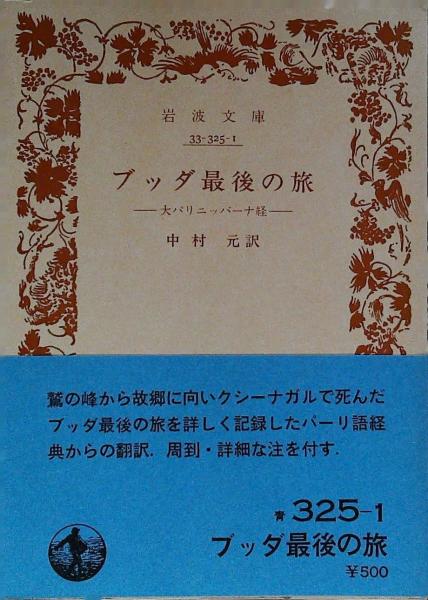 岩波文庫
33-325-1
ブッダ最後の旅
―大パリニッバーナ経―
中村 元訳
鷲の峰から故郷に向いクシーナガルで死んだ
ブッダ最後の旅を詳しく記録したパーリ語経
典からの翻訳．周到・詳細な注を付す．
青 325-1
ブッダ最後の旅
￥500